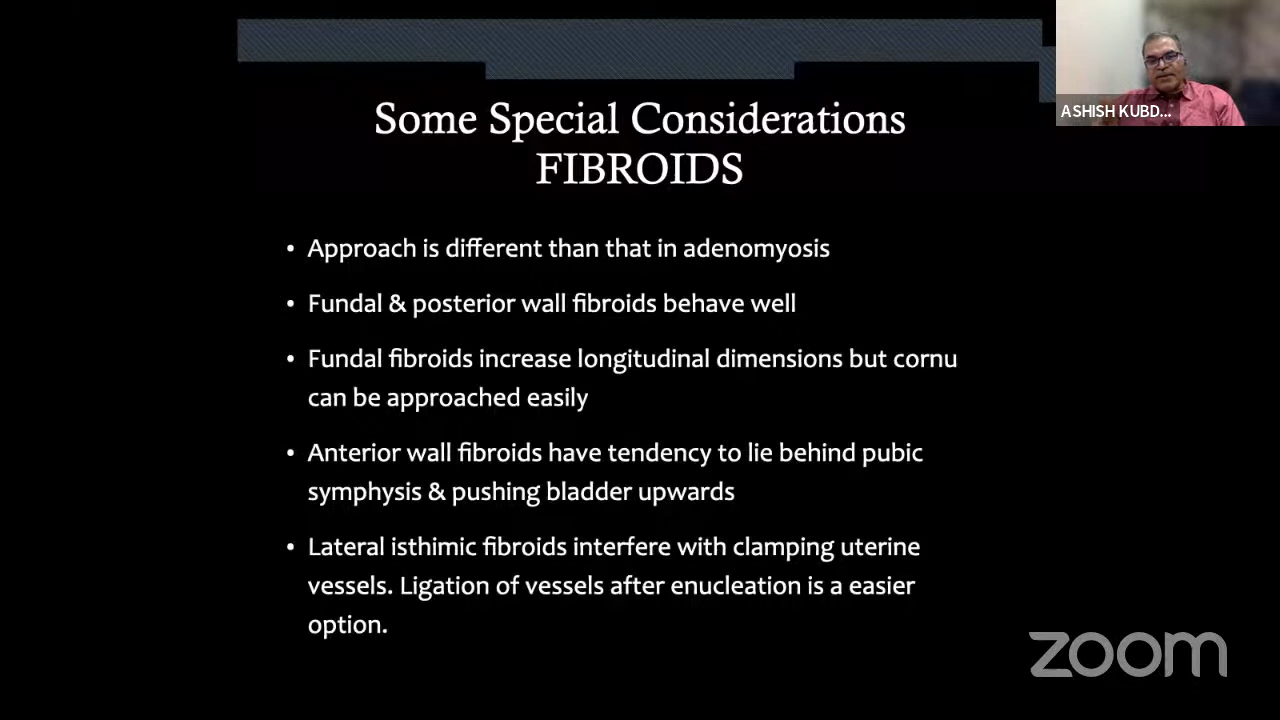 Some Special Considerations
FIBROIDS
ASHISH KUBD...
• Approach is different than that in adenomyosis
• Fundal & posterior wall fibroids behave well
• Fundal fibroids increase longitudinal dimensions but cornu
can be approached easily
• Anterior wall fibroids have tendency to lie behind pubic
symphysis & pushing bladder upwards
• Lateral isthimic fibroids interfere with clamping uterine
vessels. Ligation of vessels after enucleation is a easier
option.
zoom